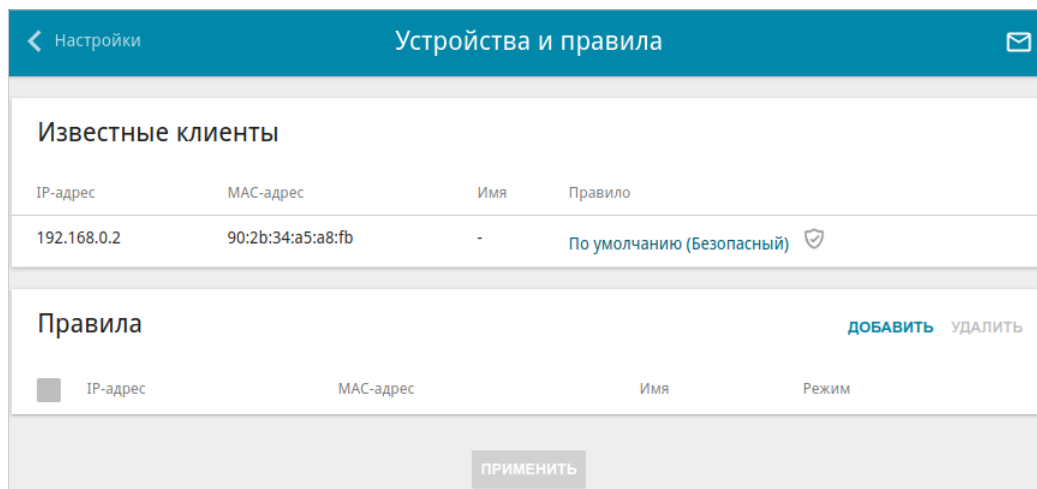 Настройки
Устройства и правила
Известные клиенты
IP-адрес MAC-адрес Имя Правило
192.168.0.2 90:2b:34:a5:a8:fb - По умолчанию (Безопасный)
Правила
ДОБАВИТЬ УДАЛИТЬ
IP-адрес MAC-адрес Имя Режим
ПРИМЕНИТЬ